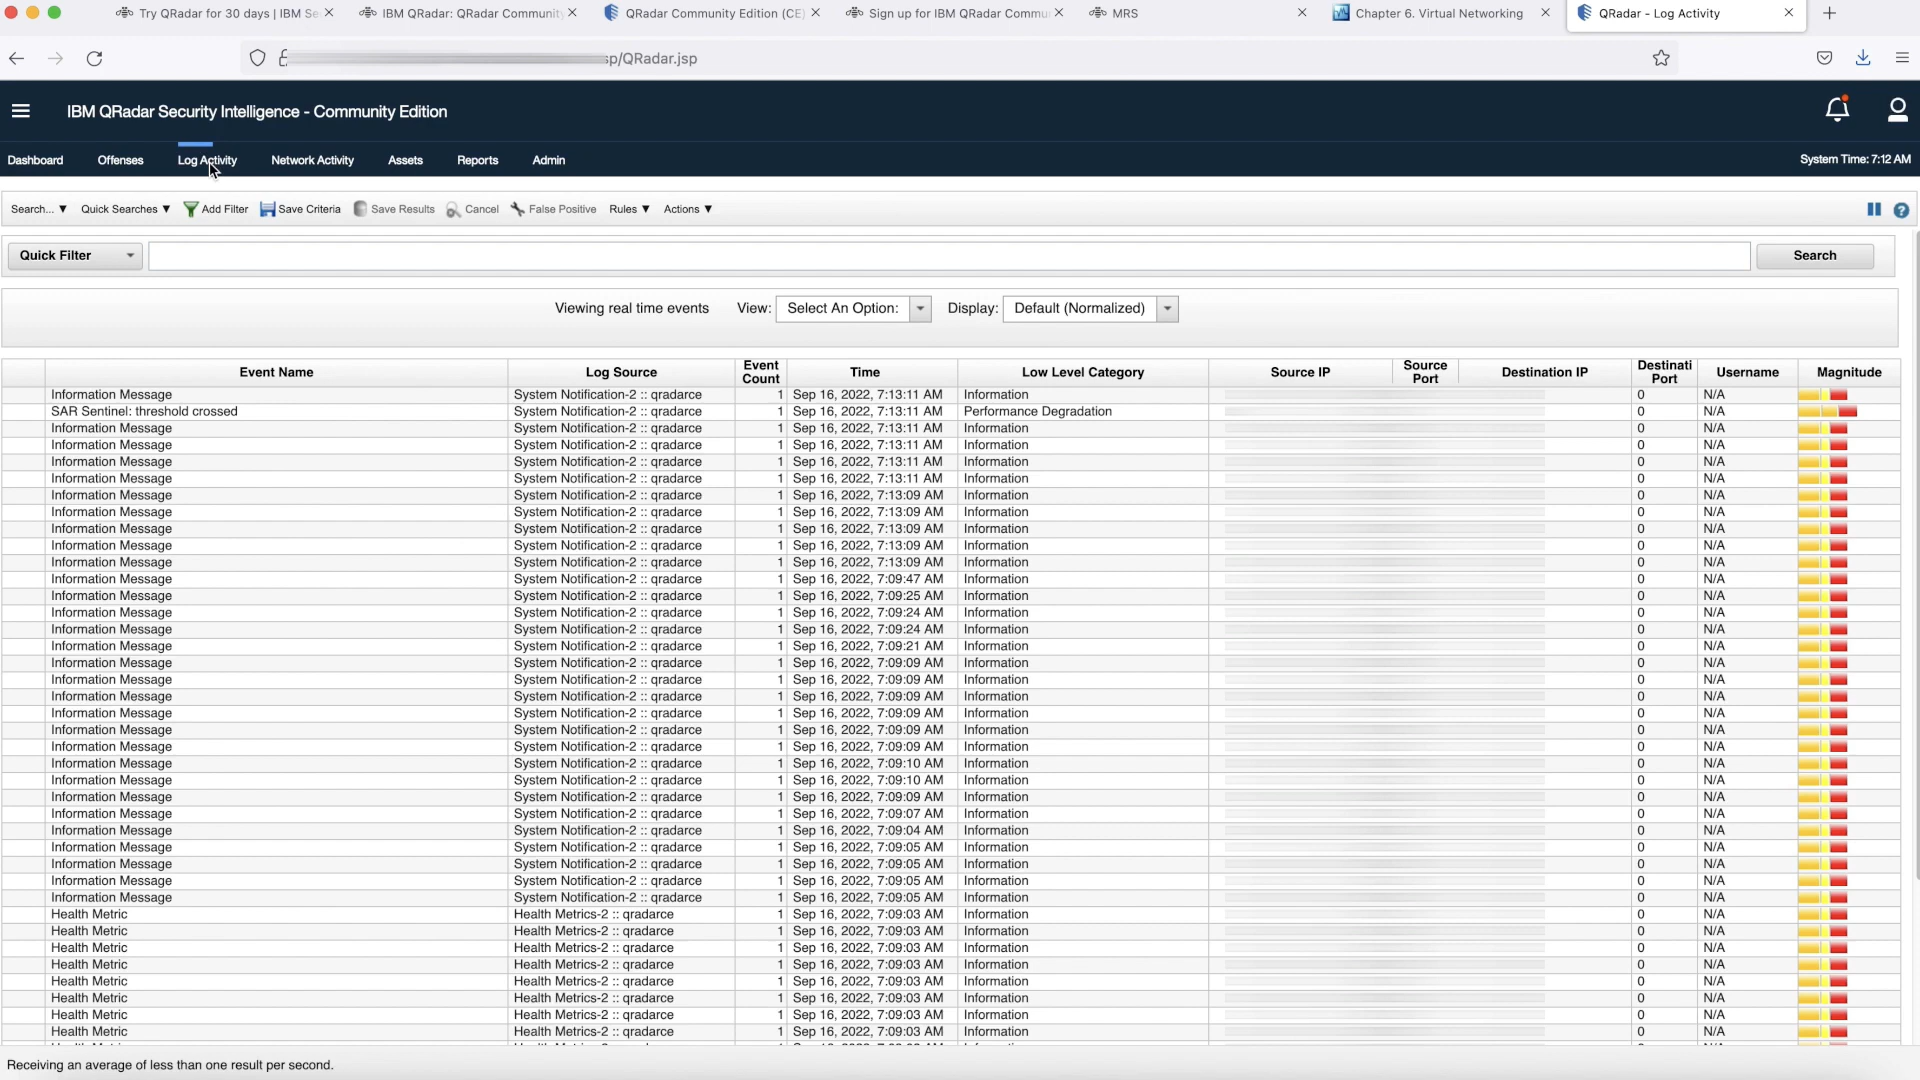 Try QRadar for 30 days | IBM Se
IBM QRadar: QRadar Community
QRadar Community Edition (CE)
Sign up for IBM QRadar Commu
MRS
Chapter 6. Virtual Networking
QRadar - Log Activity
sp/QRadar.jsp
IBM QRadar Security Intelligence - Community Edition
Dashboard Offenses Log Activity Network Activity Assets Reports Admin System Time: 7:12 AM
Search... Quick Searches Add Filter Save Criteria Save Results Cancel False Positive Rules Actions
Quick Filter Search
Viewing real time events View: Select An Option: Display: Default (Normalized)
Event Name Log Source Event Count Time Low Level Category Source IP Source Port Destination IP Destinati Port Username Magnitude
Information Message System Notification-2 :: qradarce 1 Sep 16, 2022, 7:13:11 AM Information 0 N/A
SAR Sentinel: threshold crossed System Notification-2 :: qradarce 1 Sep 16, 2022, 7:13:11 AM Performance Degradation 0 N/A
Information Message System Notification-2 :: qradarce 1 Sep 16, 2022, 7:13:11 AM Information 0 N/A
Information Message System Notification-2 :: qradarce 1 Sep 16, 2022, 7:13:11 AM Information 0 N/A
Information Message System Notification-2 :: qradarce 1 Sep 16, 2022, 7:13:11 AM Information 0 N/A
Information Message System Notification-2 :: qradarce 1 Sep 16, 2022, 7:13:11 AM Information 0 N/A
Information Message System Notification-2 :: qradarce 1 Sep 16, 2022, 7:13:09 AM Information 0 N/A
Information Message System Notification-2 :: qradarce 1 Sep 16, 2022, 7:13:09 AM Information 0 N/A
Information Message System Notification-2 :: qradarce 1 Sep 16, 2022, 7:13:09 AM Information 0 N/A
Information Message System Notification-2 :: qradarce 1 Sep 16, 2022, 7:13:09 AM Information 0 N/A
Information Message System Notification-2 :: qradarce 1 Sep 16, 2022, 7:13:09 AM Information 0 N/A
Information Message System Notification-2 :: qradarce 1 Sep 16, 2022, 7:09:47 AM Information 0 N/A
Information Message System Notification-2 :: qradarce 1 Sep 16, 2022, 7:09:25 AM Information 0 N/A
Information Message System Notification-2 :: qradarce 1 Sep 16, 2022, 7:09:24 AM Information 0 N/A
Information Message System Notification-2 :: qradarce 1 Sep 16, 2022, 7:09:24 AM Information 0 N/A
Information Message System Notification-2 :: qradarce 1 Sep 16, 2022, 7:09:21 AM Information 0 N/A
Information Message System Notification-2 :: qradarce 1 Sep 16, 2022, 7:09:09 AM Information 0 N/A
Information Message System Notification-2 :: qradarce 1 Sep 16, 2022, 7:09:09 AM Information 0 N/A
Information Message System Notification-2 :: qradarce 1 Sep 16, 2022, 7:09:09 AM Information 0 N/A
Information Message System Notification-2 :: qradarce 1 Sep 16, 2022, 7:09:09 AM Information 0 N/A
Information Message System Notification-2 :: qradarce 1 Sep 16, 2022, 7:09:09 AM Information 0 N/A
Information Message System Notification-2 :: qradarce 1 Sep 16, 2022, 7:09:09 AM Information 0 N/A
Information Message System Notification-2 :: qradarce 1 Sep 16, 2022, 7:09:10 AM Information 0 N/A
Information Message System Notification-2 :: qradarce 1 Sep 16, 2022, 7:09:10 AM Information 0 N/A
Information Message System Notification-2 :: qradarce 1 Sep 16, 2022, 7:09:09 AM Information 0 N/A
Information Message System Notification-2 :: qradarce 1 Sep 16, 2022, 7:09:07 AM Information 0 N/A
Information Message System Notification-2 :: qradarce 1 Sep 16, 2022, 7:09:04 AM Information 0 N/A
Information Message System Notification-2 :: qradarce 1 Sep 16, 2022, 7:09:05 AM Information 0 N/A
Information Message System Notification-2 :: qradarce 1 Sep 16, 2022, 7:09:05 AM Information 0 N/A
Information Message System Notification-2 :: qradarce 1 Sep 16, 2022, 7:09:05 AM Information 0 N/A
Information Message System Notification-2 :: qradarce 1 Sep 16, 2022, 7:09:05 AM Information 0 N/A
Health Metric Health Metrics-2 :: qradarce 1 Sep 16, 2022, 7:09:03 AM Information 0 N/A
Health Metric Health Metrics-2 :: qradarce 1 Sep 16, 2022, 7:09:03 AM Information 0 N/A
Health Metric Health Metrics-2 :: qradarce 1 Sep 16, 2022, 7:09:03 AM Information 0 N/A
Health Metric Health Metrics-2 :: qradarce 1 Sep 16, 2022, 7:09:03 AM Information 0 N/A
Health Metric Health Metrics-2 :: qradarce 1 Sep 16, 2022, 7:09:03 AM Information 0 N/A
Health Metric Health Metrics-2 :: qradarce 1 Sep 16, 2022, 7:09:03 AM Information 0 N/A
Health Metric Health Metrics-2 :: qradarce 1 Sep 16, 2022, 7:09:03 AM Information 0 N/A
Health Metric Health Metrics-2 :: qradarce 1 Sep 16, 2022, 7:09:03 AM Information 0 N/A
Receiving an average of less than one result per second.